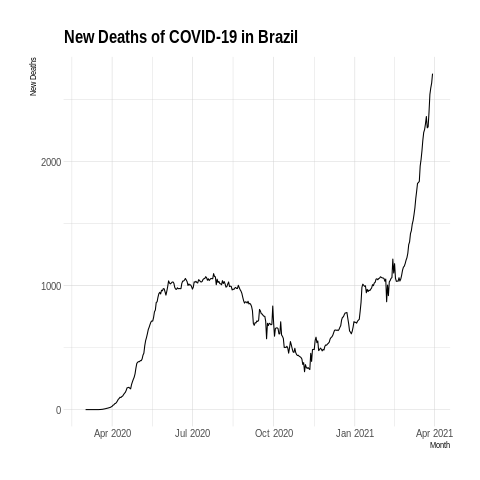 New Deaths of COVID-19 in Brazil
New Deaths
2000
1000
0
Apr 2020 Jul 2020 Oct 2020 Jan 2021 Apr 2021
Month